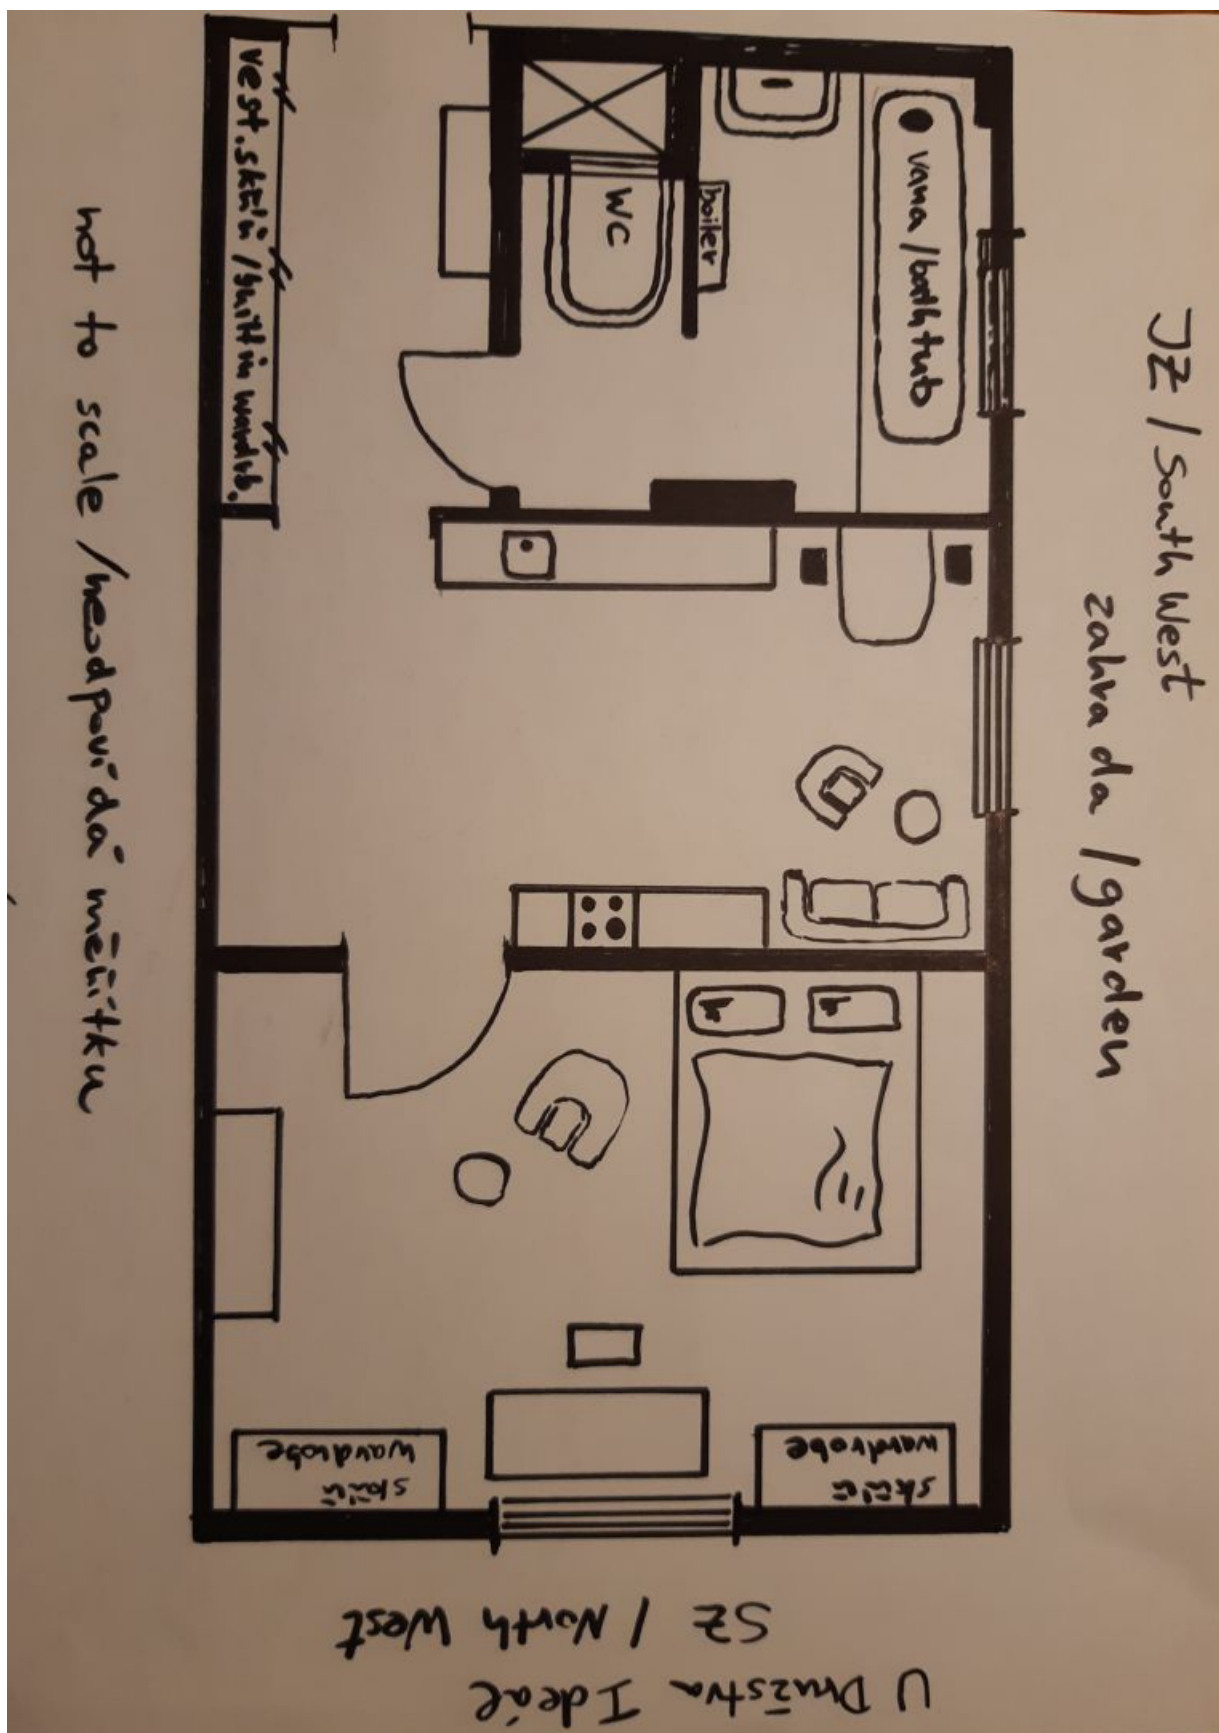 vest. skříň / built in wardrb.
WC
boiler
vana / bathtub
JZ / South West
zahrada / garden
not to scale / neodpovídá měřítku
skříň
wardrobe
skříň
wardrobe
SZ / North West
U Družstva Ideál